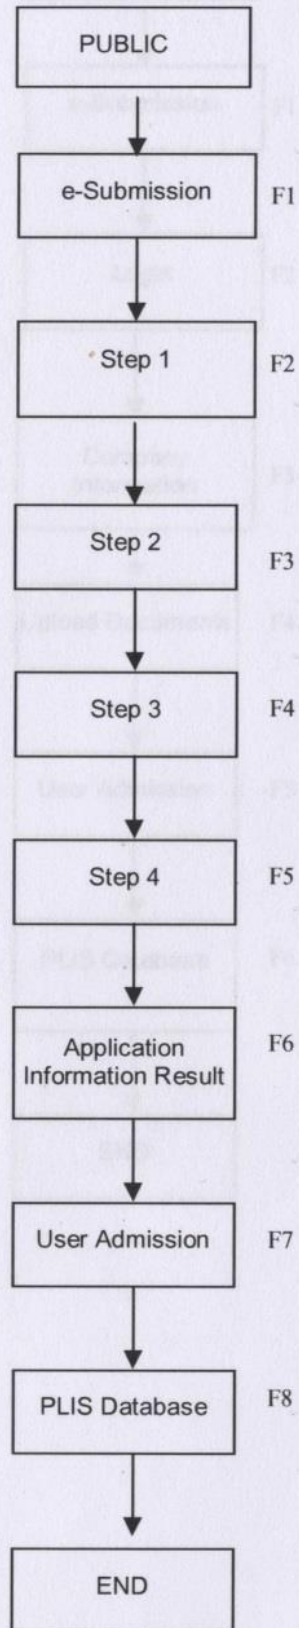 PUBLIC
e-Submission F1
Step 1 F2
Step 2 F3
Step 3 F4
Step 4 F5
Application F6
Information Result
User Admission F7
PLIS Database F8
END